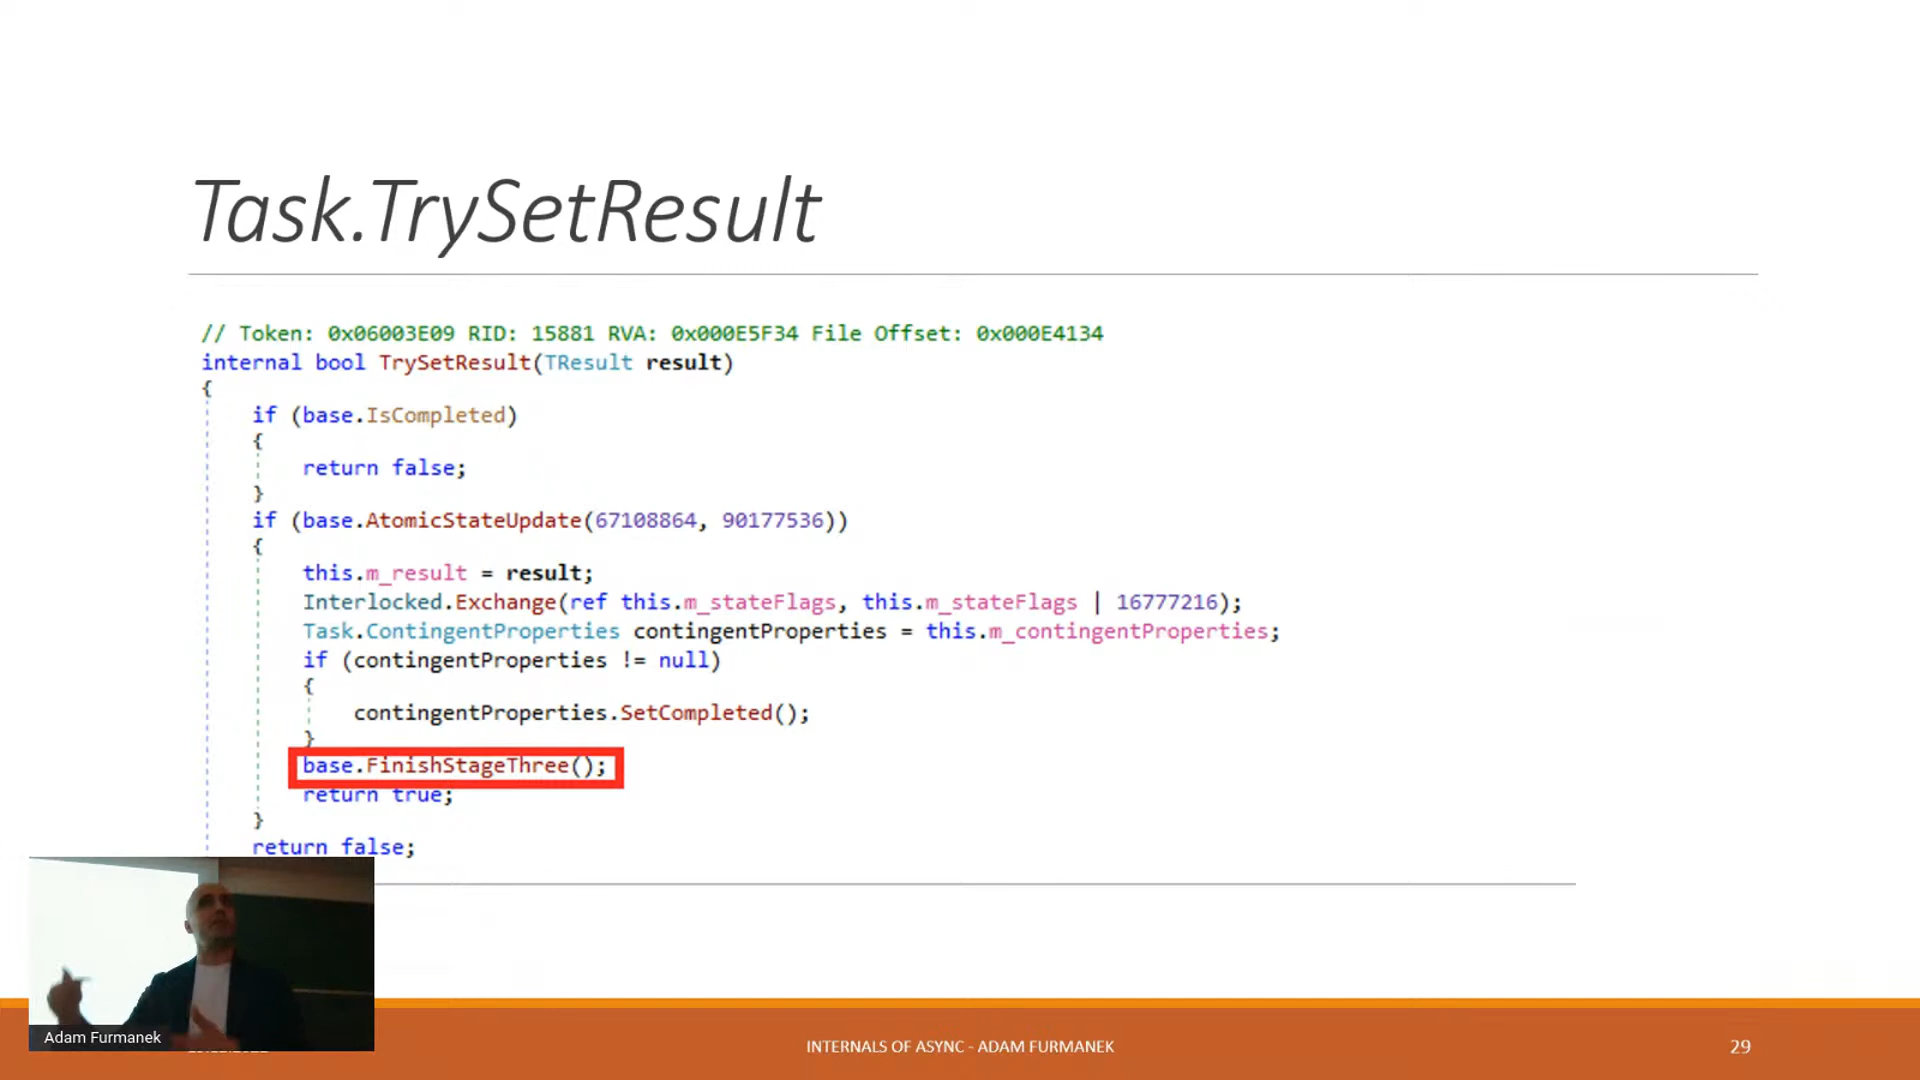 Task.TrySetResult
// Token: 0x06003E09 RID: 15881 RVA: 0x000E5F34 File Offset: 0x000E4134
internal bool TrySetResult(TResult result)
{
if (base.IsCompleted)
{
return false;
}
if (base.AtomicStateUpdate(67108864, 90177536))
{
this.m_result = result;
Interlocked.Exchange(ref this.m_stateFlags, this.m_stateFlags | 16777216);
Task.ContingentProperties contingentProperties = this.m_contingentProperties;
if (contingentProperties != null)
{
contingentProperties.SetCompleted();
}
base.FinishStageThree();
return true;
}
return false;
Adam Furmanek
INTERNALS OF ASYNC - ADAM FURMANEK
29